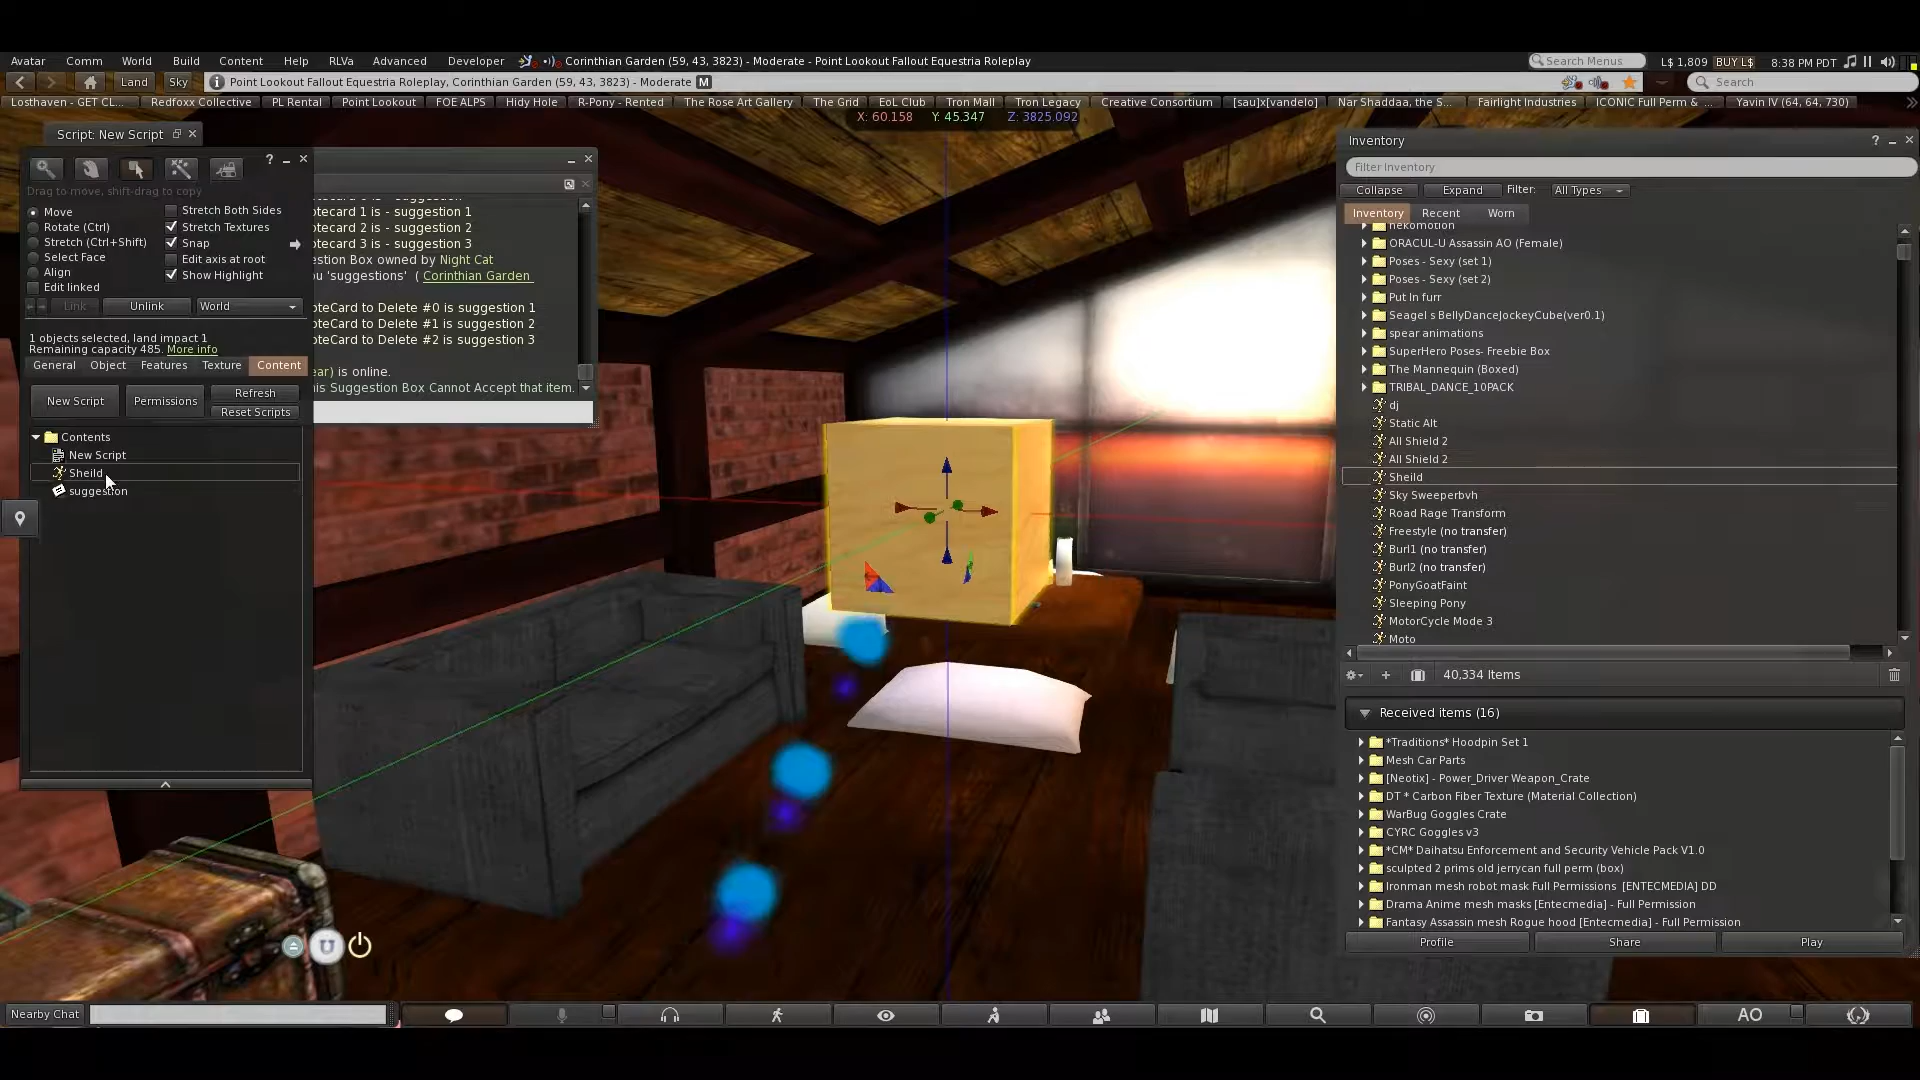 Avatar Comm World Build Content Help RLVa Advanced Developer Corinthian Garden (59, 43, 3823) - Moderate - Point Lookout Fallout Equestria Roleplay Search Menus L$ 1,809 BUY L$ 8:38 PM PDT
Land Sky Point Lookout Fallout Equestria Roleplay, Corinthian Garden (59, 43, 3823) - Moderate M Search
Losthaven - GET CL... Redfoxx Collective PL Rental Point Lookout FOE ALPS Hidy Hole R-Pony - Rented The Rose Art Gallery The Grid EoL Club Tron Mall Tron Legacy Creative Consortium [sau]x[vandelo] Nar Shaddaa, the S... Fairlight Industries ICONIC Full Perm & ... Yavin IV (64, 64, 730)
X: 60.158 Y: 45.347 Z: 3825.092
Script: New Script
Drag to move, shift-drag to copy
Move
Rotate (Ctrl)
Stretch (Ctrl+Shift)
Select Face
Align
Edit linked
Stretch Both Sides
Stretch Textures
Snap
Edit axis at root
Show Highlight
Link Unlink World
1 objects selected, land impact 1
Remaining capacity 485. More info
General Object Features Texture Content
New Script Permissions Refresh
Reset Scripts
Contents
New Script
Sheild
suggestion
otecard 1 is - suggestion 1
otecard 2 is - suggestion 2
otecard 3 is - suggestion 3
estion Box owned by Night Cat
ou 'suggestions' ( Corinthian Garden
oteCard to Delete #0 is suggestion 1
oteCard to Delete #1 is suggestion 2
oteCard to Delete #2 is suggestion 3
ear) is online.
is Suggestion Box Cannot Accept that item.
Inventory
Filter Inventory
Collapse Expand Filter: All Types
Inventory Recent Worn
nekomotion
ORACUL-U Assassin AO (Female)
Poses - Sexy (set 1)
Poses - Sexy (set 2)
Put In furr
Seagel s BellyDanceJockeyCube(ver0.1)
spear animations
SuperHero Poses- Freebie Box
The Mannequin (Boxed)
TRIBAL_DANCE_10PACK
dj
Static Alt
All Shield 2
All Shield 2
Sheild
Sky Sweeperbvh
Road Rage Transform
Freestyle (no transfer)
Burl1 (no transfer)
Burl2 (no transfer)
PonyGoatFaint
Sleeping Pony
MotorCycle Mode 3
Moto
40,334 Items
Received items (16)
*Traditions* Hoodpin Set 1
Mesh Car Parts
[Neotix] - Power_Driver Weapon_Crate
DT * Carbon Fiber Texture (Material Collection)
WarBug Goggles Crate
CYRC Goggles v3
*CM* Daihatsu Enforcement and Security Vehicle Pack V1.0
sculpted 2 prims old jerrycan full perm (box)
Ironman mesh robot mask Full Permissions [ENTECMEDIA] DD
Drama Anime mesh masks [Entecmedia] - Full Permission
Fantasy Assassin mesh Rogue hood [Entecmedia] - Full Permission
Profile Share Play
Nearby Chat AO